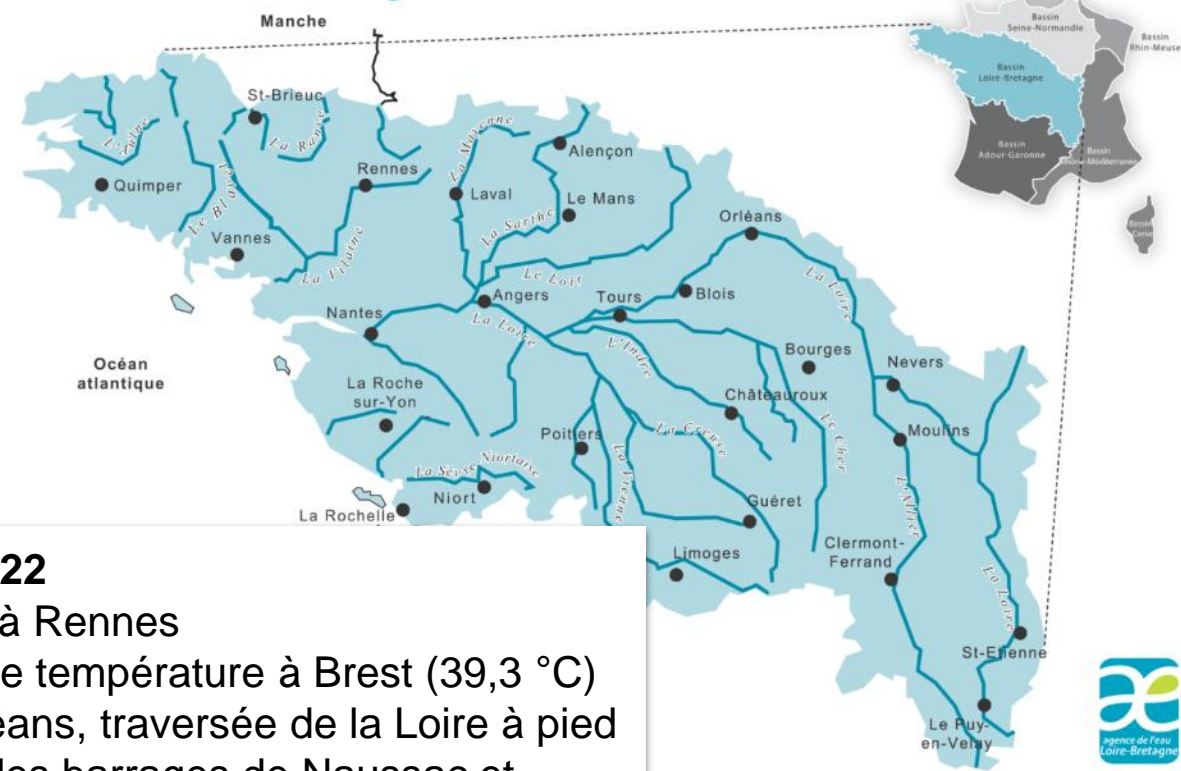 Manche
Bassin
Seine-Normandie
Bassin
Rhin-Meuse
Bassin
Loire-Bretagne
Bassin
Adour-Garonne
Bassin
Rhône-Méditerranée
Bassin
Corse
St-Brieuc
L'Aulne
La Rance
La Mayenne
Alençon
Quimper
Rennes
Laval
Le Mans
Le Blavet
La Sarthe
Orléans
Vannes
La Vilaine
Le Loir
La Loire
Angers
Tours
Blois
Nantes
La Loire
L'Indre
Bourges
Nevers
Océan
atlantique
La Roche
sur-Yon
Châteauroux
Poitiers
La Creuse
Le Cher
Moulins
La Sèvre Niortaise
Niort
La Vienne
L'Allier
La Rochelle
Guéret
Limoges
Clermont-
Ferrand
La Loire
St-Etienne
Le Puy-
en-Velay
22
à Rennes
e température à Brest (39,3 °C)
éans, traversée de la Loire à pied
agence de l'eau
Loire-Bretagne